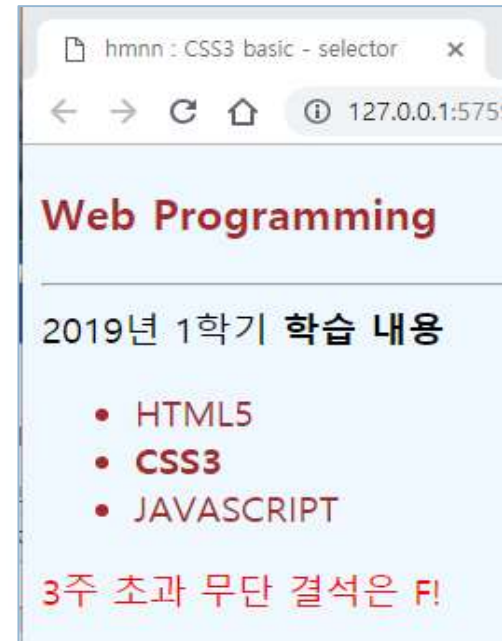 hmnn : CSS3 basic - selector
127.0.0.1:575
Web Programming
2019년 1학기 학습 내용
HTML5
CSS3
JAVASCRIPT
3주 초과 무단 결석은 F!